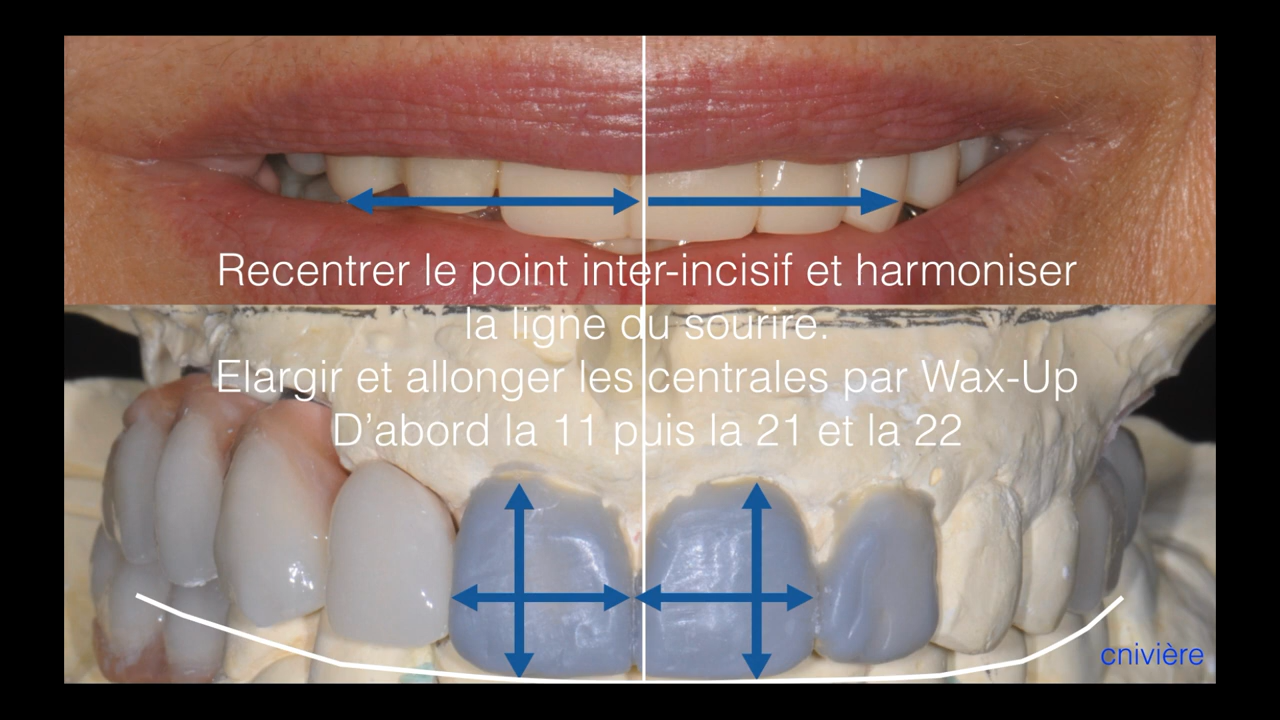 Recentrer le point inter-incisif et harmoniser
la ligne du sourire.
Elargir et allonger les centrales par Wax-Up
D'abord la 11 puis la 21 et la 22
cnivière